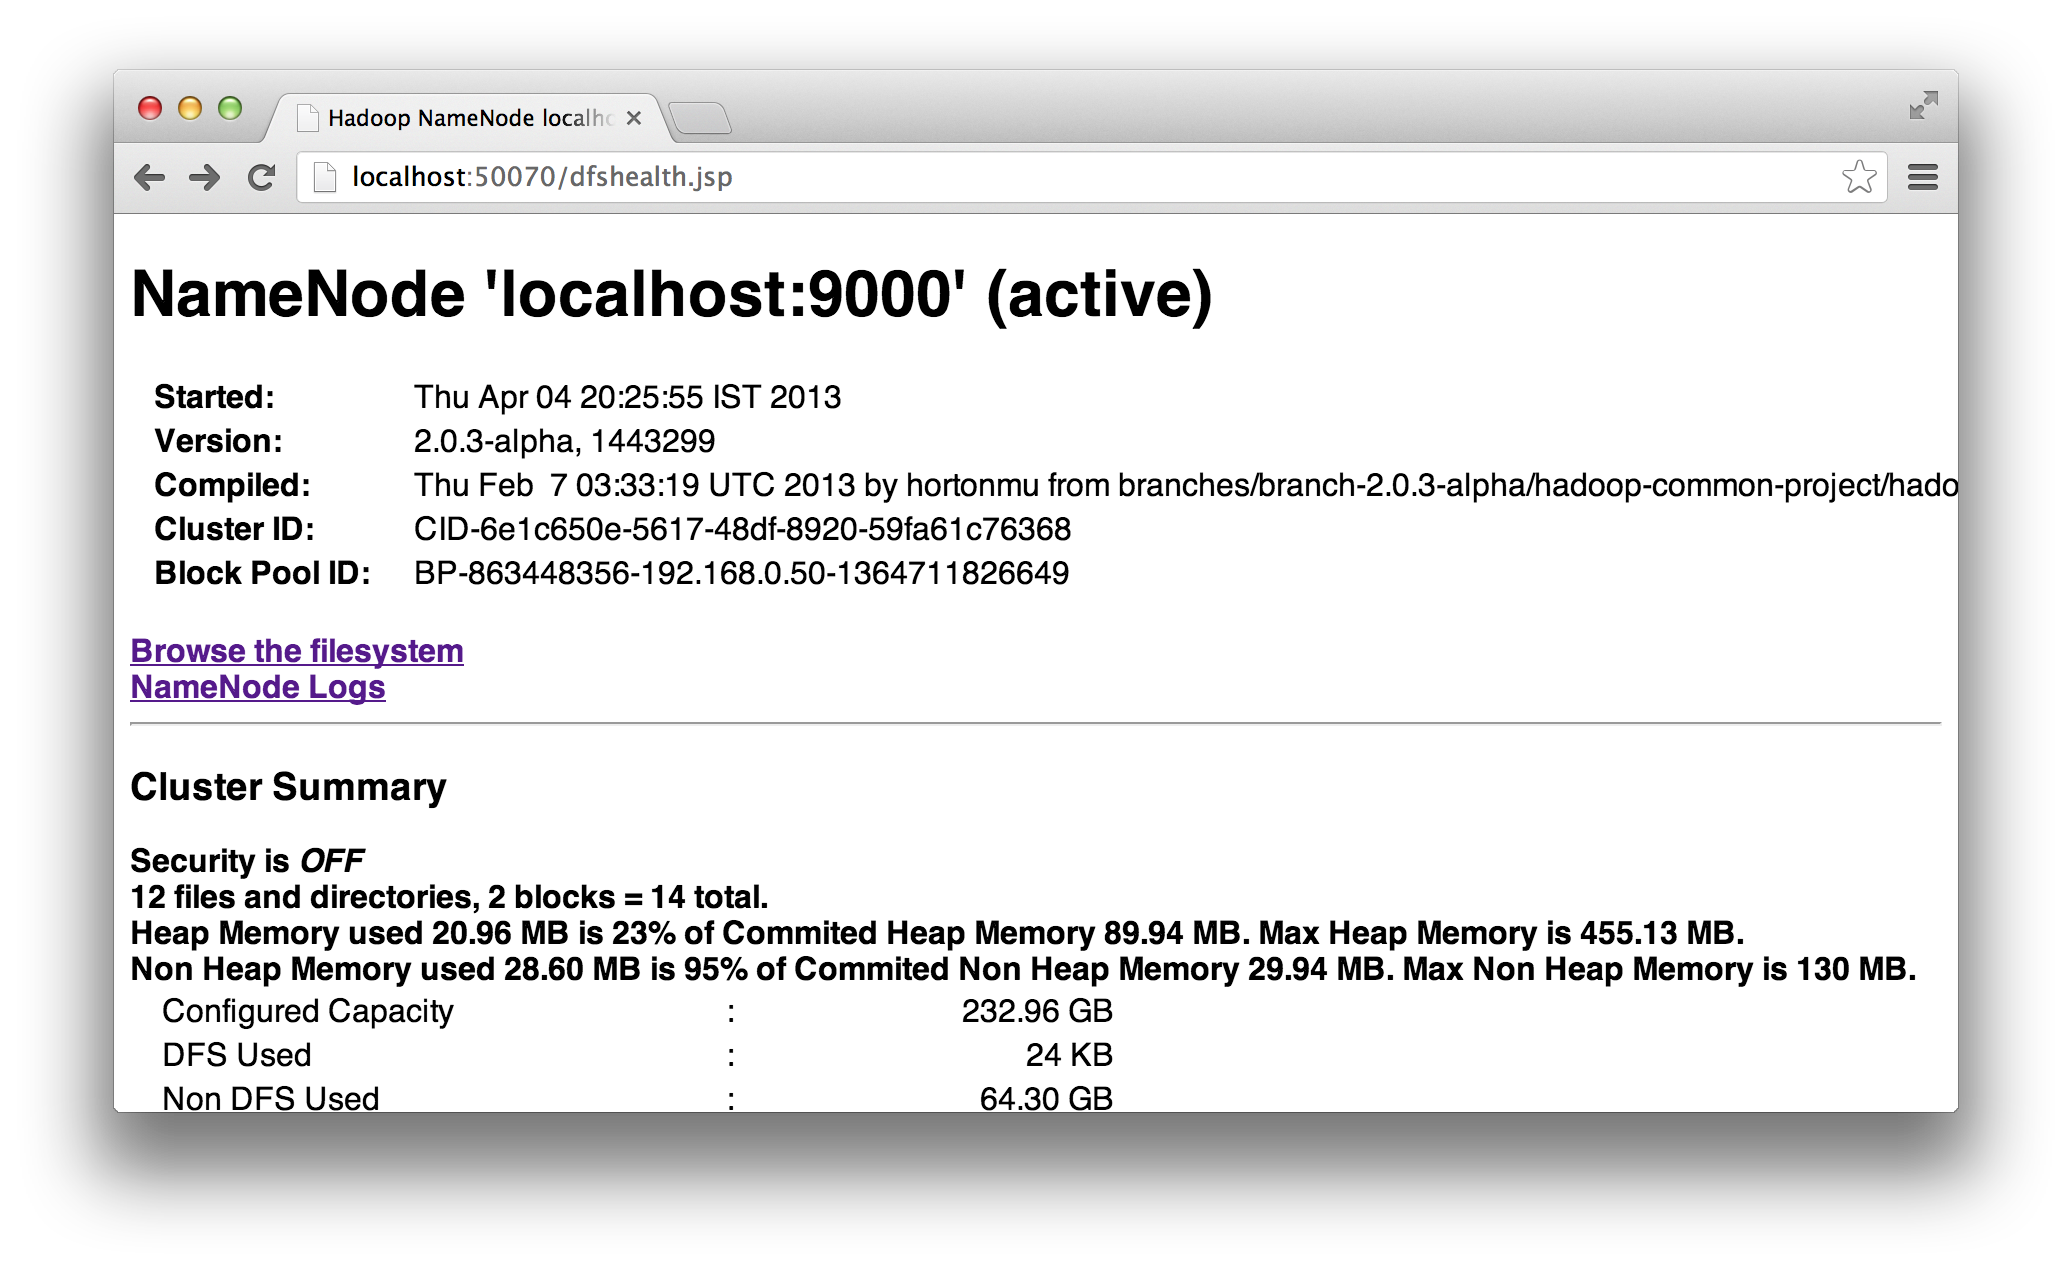 Hadoop NameNode localho
localhost:50070/dfshealth.jsp
NameNode 'localhost:9000' (active)
Started: Thu Apr 04 20:25:55 IST 2013
Version: 2.0.3-alpha, 1443299
Compiled: Thu Feb 7 03:33:19 UTC 2013 by hortonmu from branches/branch-2.0.3-alpha/hadoop-common-project/hado
Cluster ID: CID-6e1c650e-5617-48df-8920-59fa61c76368
Block Pool ID: BP-863448356-192.168.0.50-1364711826649
Browse the filesystem
NameNode Logs
Cluster Summary
Security is OFF
12 files and directories, 2 blocks = 14 total.
Heap Memory used 20.96 MB is 23% of Commited Heap Memory 89.94 MB. Max Heap Memory is 455.13 MB.
Non Heap Memory used 28.60 MB is 95% of Commited Non Heap Memory 29.94 MB. Max Non Heap Memory is 130 MB.
Configured Capacity : 232.96 GB
DFS Used : 24 KB
Non DFS Used : 64.30 GB